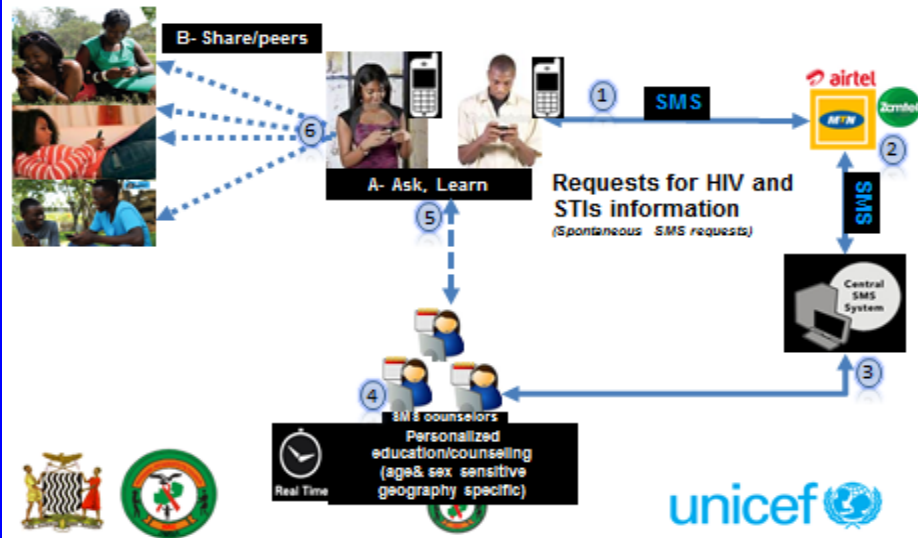 B- Share/peers
airtel
1
SMS
MTN
Zamtel
2
6
A- Ask, Learn
Requests for HIV and
STIs information
(Spontaneous SMS requests)
SMS
5
Central
SMS
System
3
4
SMS counselors
Personalized
education/counseling
(age& sex sensitive
geography specific)
Real Time
unicef